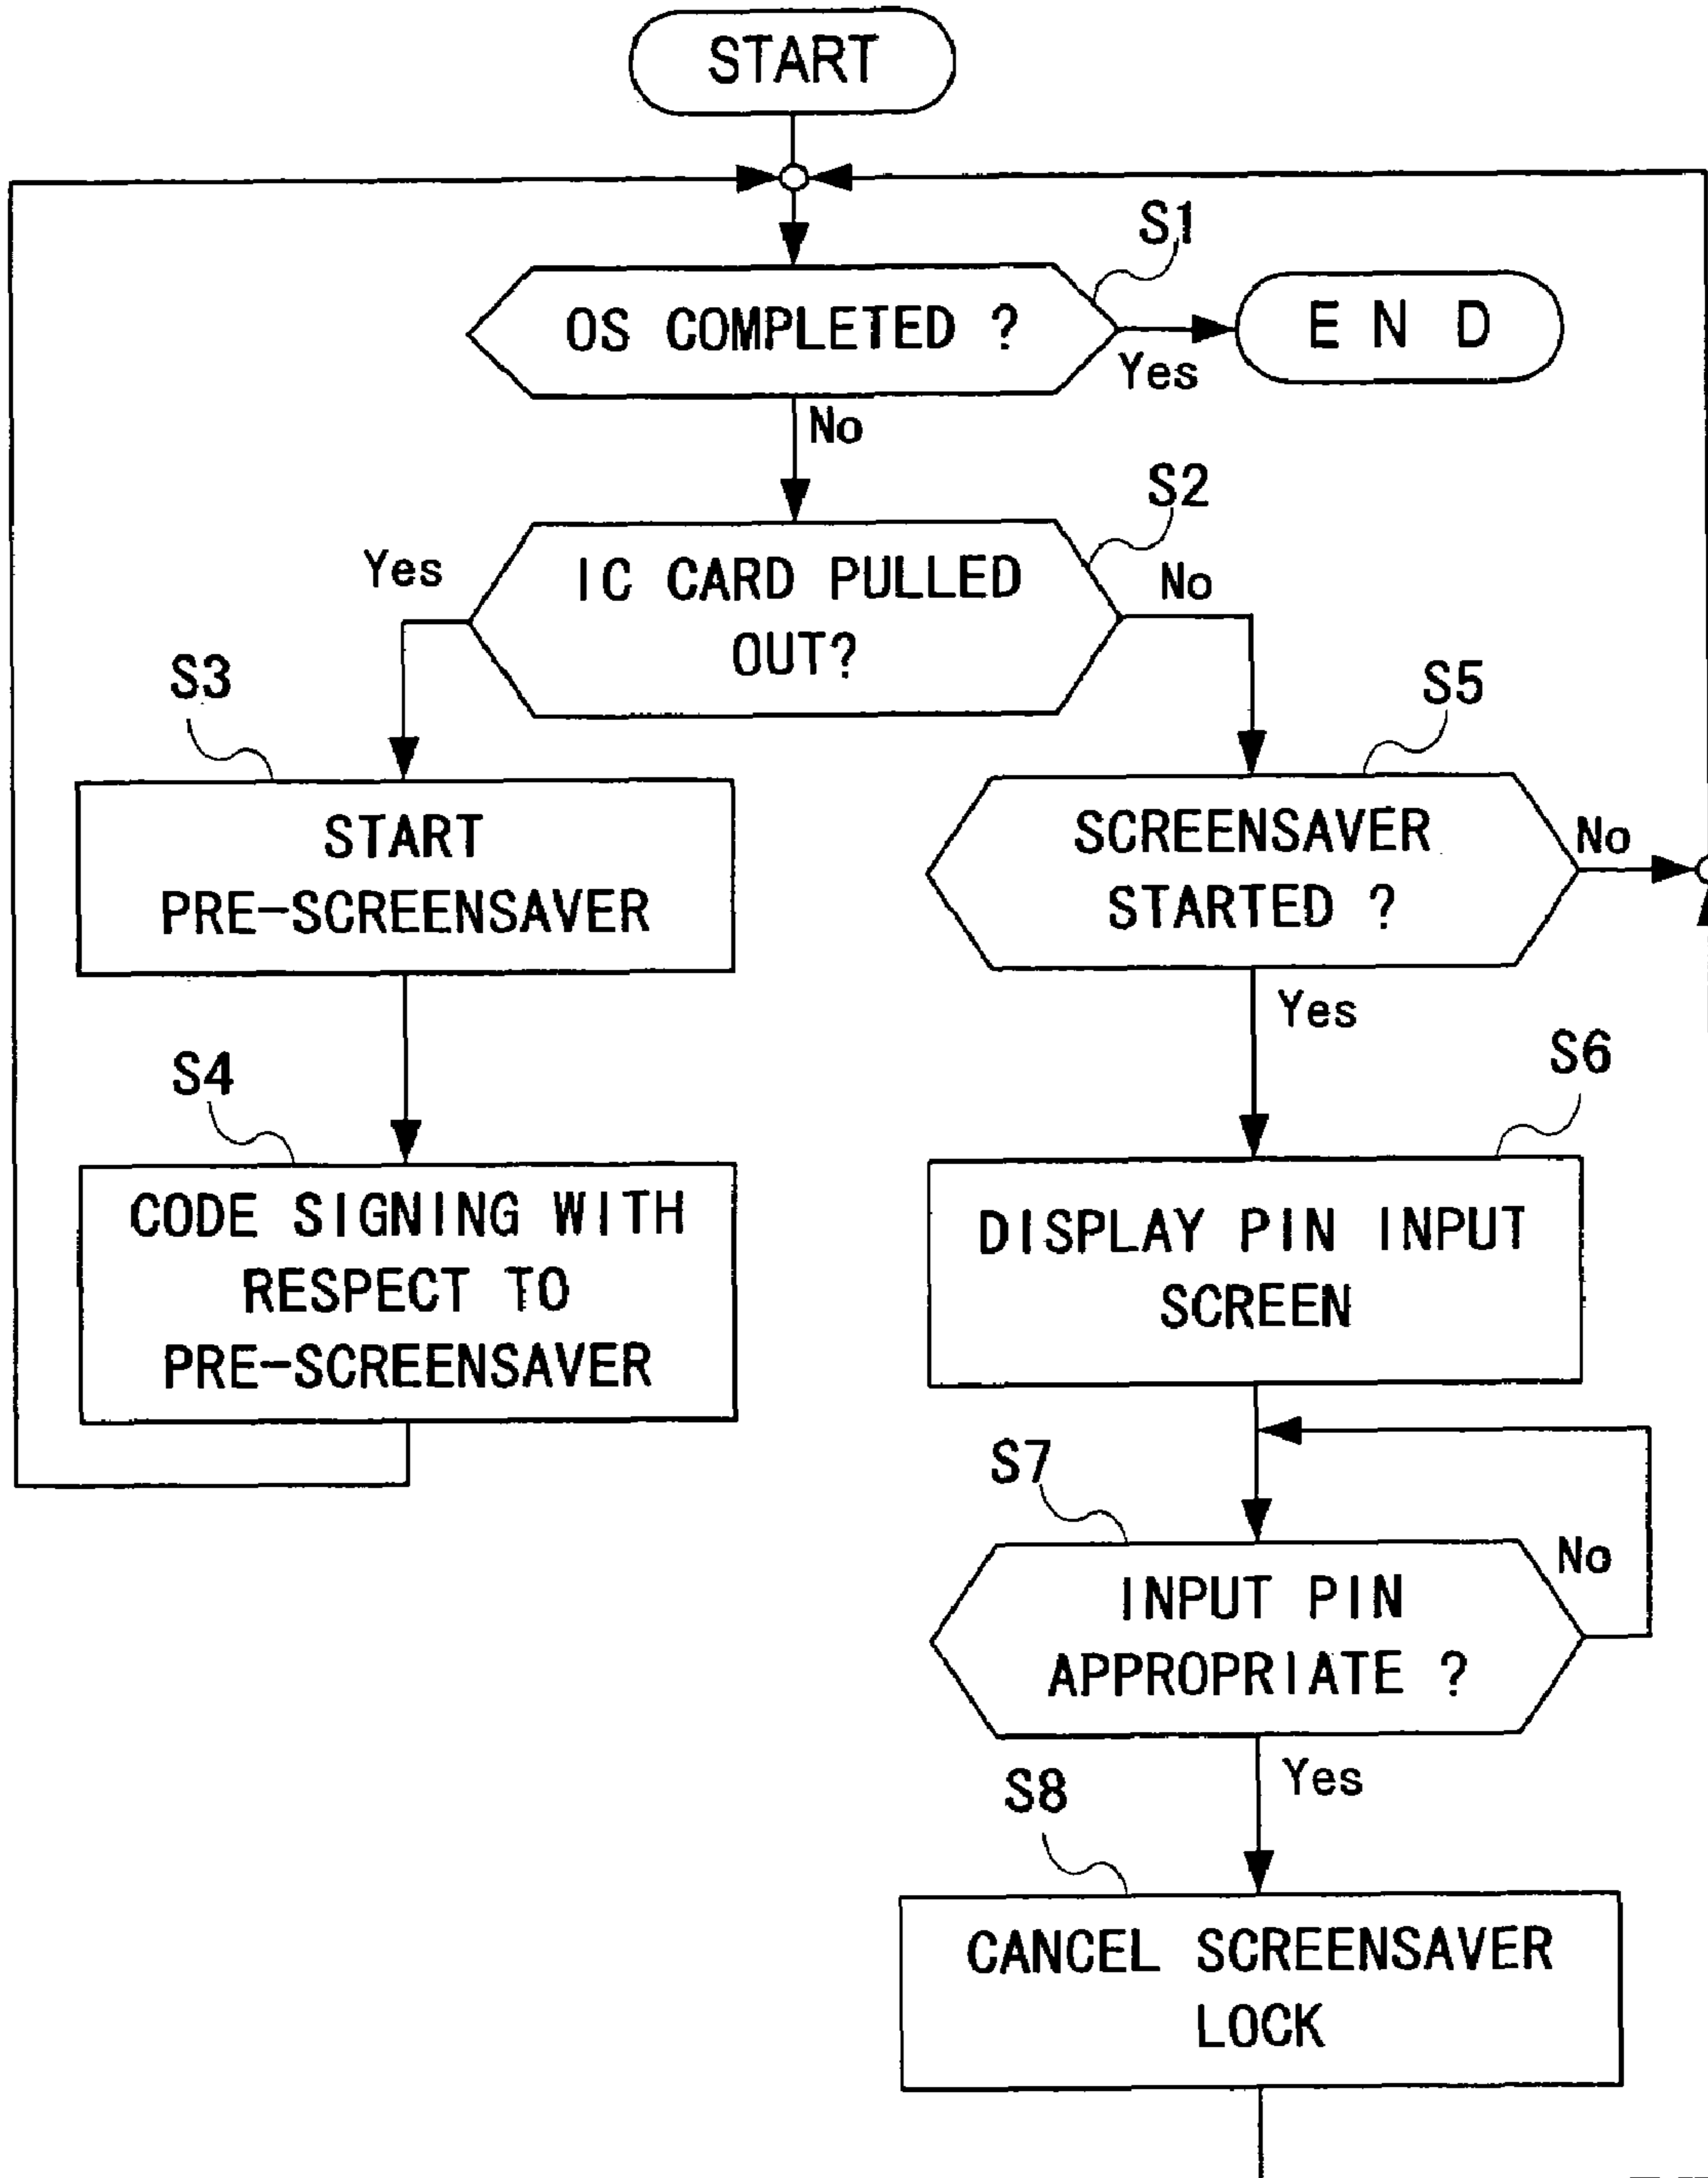 START
S1
OS COMPLETED ?
E N D
Yes
No
S2
Yes
IC CARD PULLED
OUT?
No
S3
START
PRE-SCREENSAVER
S4
CODE SIGNING WITH
RESPECT TO
PRE-SCREENSAVER
S5
SCREENSAVER
STARTED ?
No
Yes
S6
DISPLAY PIN INPUT
SCREEN
S7
INPUT PIN
APPROPRIATE ?
No
Yes
S8
CANCEL SCREENSAVER
LOCK